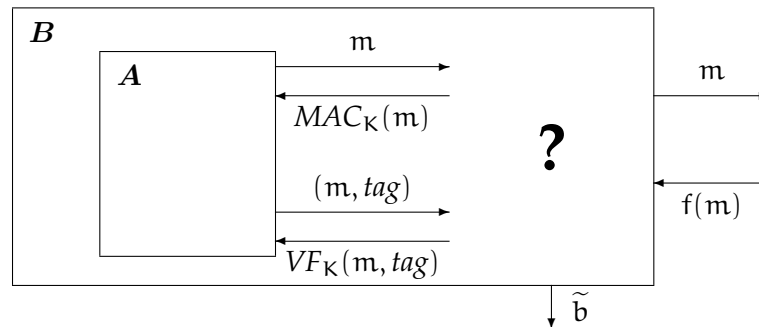 B
A
m
m
MAC_K(m)
?
(m, tag)
f(m)
VF_K(m, tag)
b̃